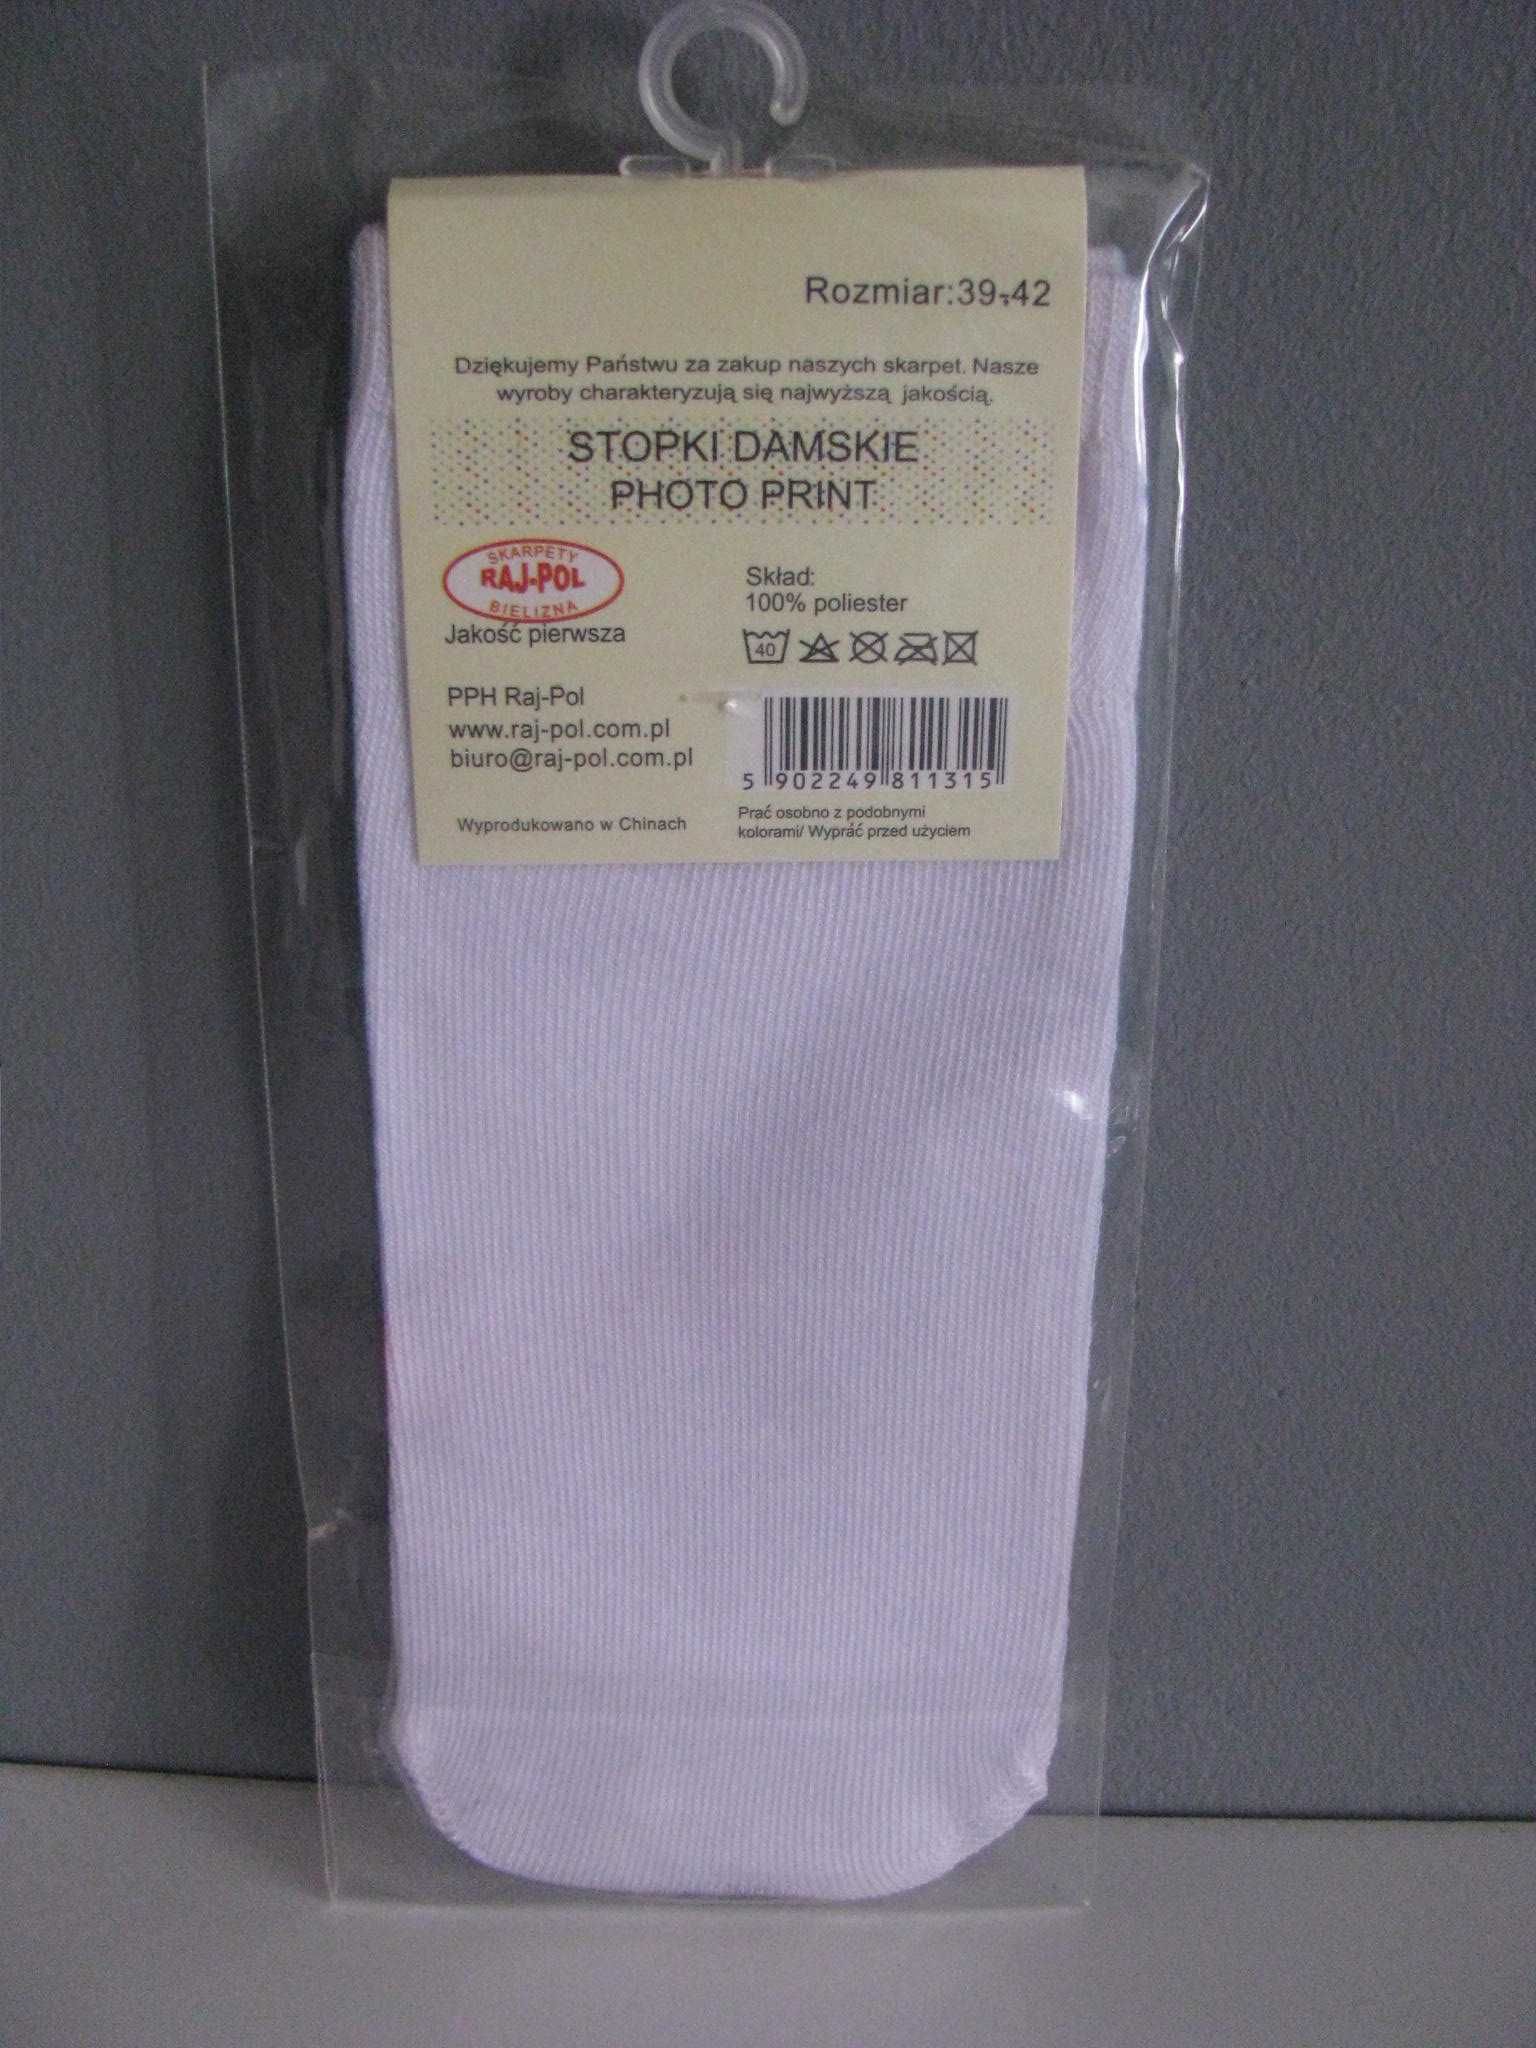 Rozmiar:39-42
Dziękujemy Państwu za zakup naszych skarpet. Nasze
wyroby charakteryzują się najwyższą jakością.
STOPKI DAMSKIE
PHOTO PRINT
SKARPETY
RAJ-POL
BIELIZNA
Jakość pierwsza
Skład:
100% poliester
40
PPH Raj-Pol
www.raj-pol.com.pl
biuro@raj-pol.com.pl
5 902249 811315
Wyprodukowano w Chinach
Prać osobno z podobnymi
kolorami/ Wypráć przed użyciem